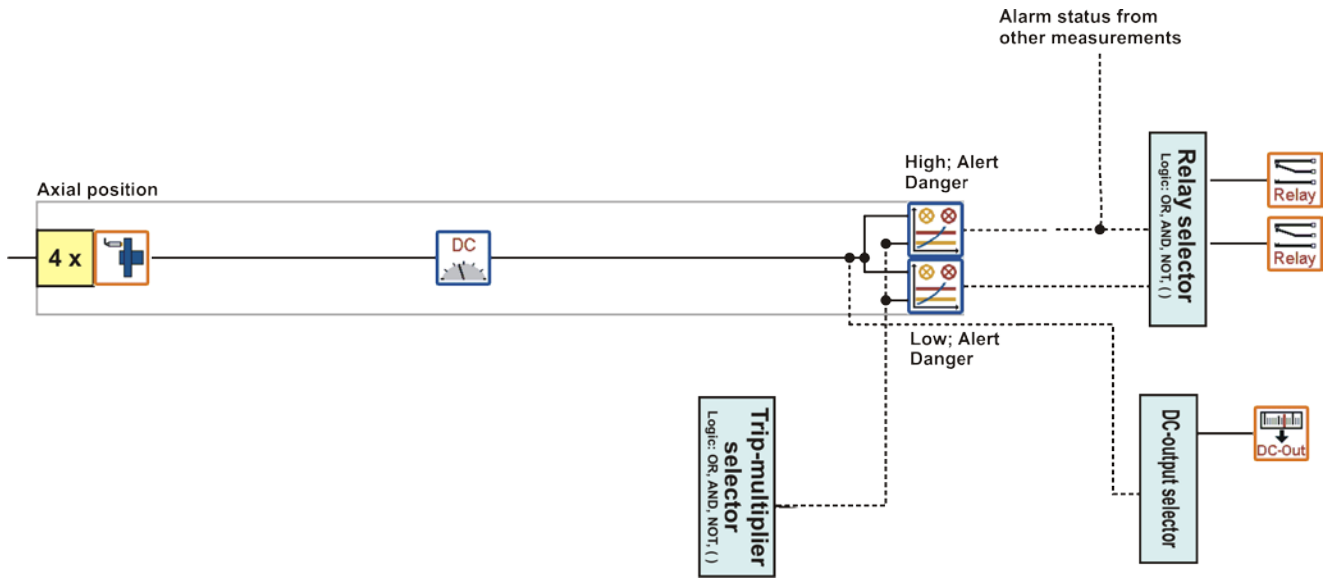 Alarm status from
other measurements
Axial position
4 x
DC
High; Alert
Danger
Relay selector
Logic: OR, AND, NOT, ( )
Relay
Relay
Low; Alert
Danger
Trip-multiplier
selector
Logic: OR, AND, NOT, ( )
DC-output selector
DC-Out